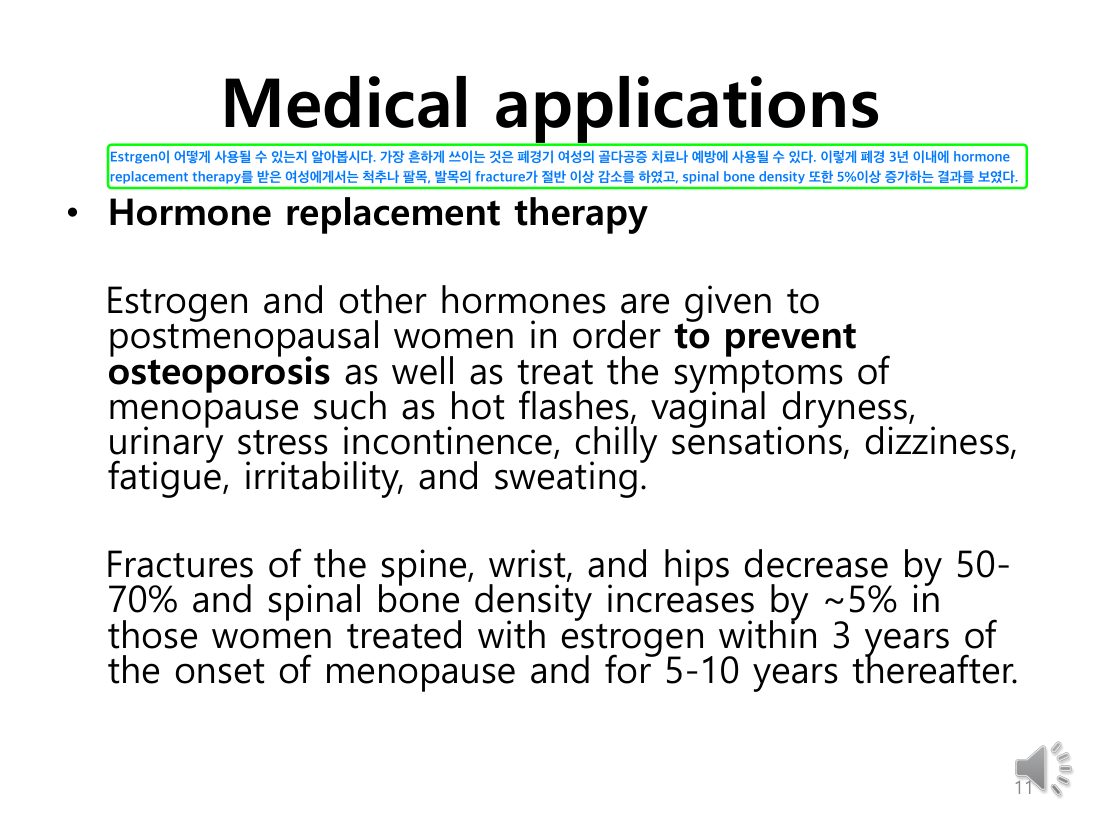 Medical applications
Estrgen이 어떻게 사용될 수 있는지 알아봅시다. 가장 흔하게 쓰이는 것은 폐경기 여성의 골다공증 치료나 예방에 사용될 수 있다. 이렇게 폐경 3년 이내에 hormone
replacement therapy를 받은 여성에게서는 척추나 팔목, 발목의 fracture가 절반 이상 감소를 하였고, spinal bone density 또한 5%이상 증가하는 결과를 보였다.
• Hormone replacement therapy
Estrogen and other hormones are given to
postmenopausal women in order to prevent
osteoporosis as well as treat the symptoms of
menopause such as hot flashes, vaginal dryness,
urinary stress incontinence, chilly sensations, dizziness,
fatigue, irritability, and sweating.
Fractures of the spine, wrist, and hips decrease by 50-
70% and spinal bone density increases by ~5% in
those women treated with estrogen within 3 years of
the onset of menopause and for 5-10 years thereafter.
11